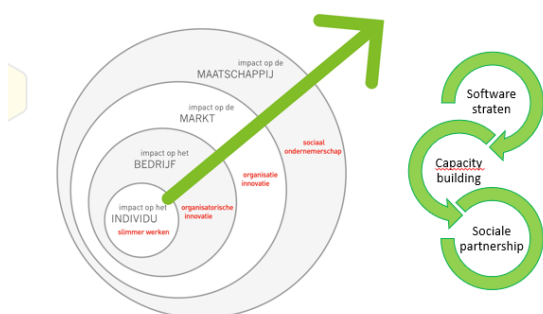 impact op de
MAATSCHAPPIJ
impact op de
MARKT
impact op het
BEDRIJF
impact op het
INDIVIDU
slimmer werken
organisatorische
innovatie
organisatie
innovatie
sociaal
ondernemerschap
Software
straten
Capacity
building
Sociale
partnership